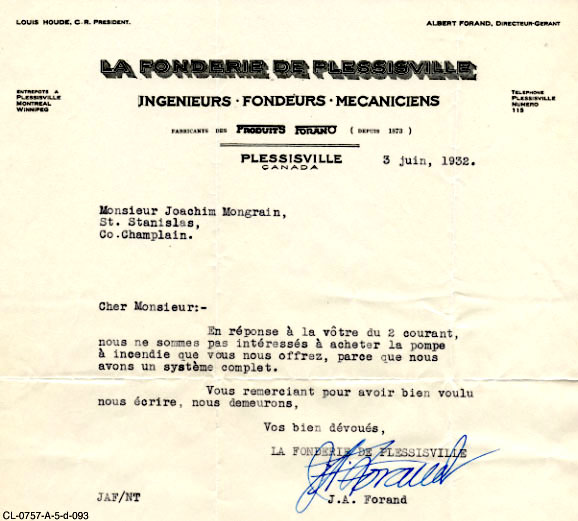 LOUIS HOUDE, C.R. PRESIDENT.
ALBERT FORAND, DIRECTEUR-GERANT
LA FONDERIE DE PLESSISVILLE
INGENIEURS · FONDEURS · MECANICIENS
ENTREPOTS A
PLESSISVILLE
MONTREAL
WINNIPEG
TELEPHONE
PLESSISVILLE
NUMERO
115
FABRICANTS DES PRODUITS FORANO ( DEPUIS 1873 )
PLESSISVILLE
CANADA
3 juin, 1932.
Monsieur Joachim Mongrain,
St. Stanislas,
Co.Champlain.
Cher Monsieur:-
En réponse à la vôtre du 2 courant,
nous ne sommes pas intéressés à acheter la pompe
à incendie que vous nous offrez, parce que nous
avons un système complet.
Vous remerciant pour avoir bien voulu
nous écrire, nous demeurons,
Vos bien dévoués,
LA FONDERIE DE PLESSISVILLE
J.A. Forand
JAF/NT
J.A. Forand
CL-0757-A-5-d-093